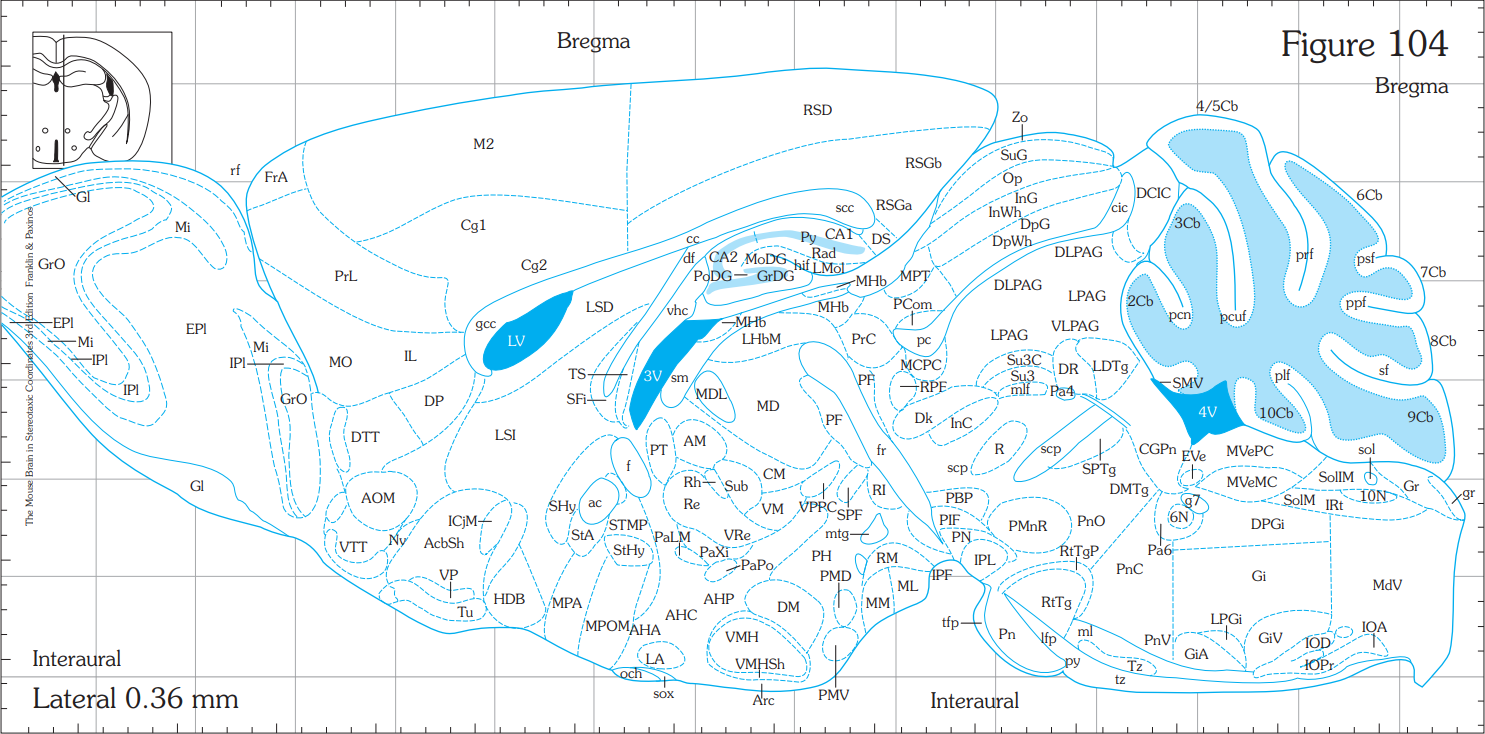 Bregma
Figure 104
Bregma
4/5Cb
RSD
Zo
M2
SuG
RSGb
rf
FrA
Op
DCIC
6Cb
Gl
InG
scc
RSGa
InWh
cic
Mi
DpG
3Cb
Cg1
Py
CA1
DS
DpWh
cc
DLPAG
prf
df
CA2
MoDG
Rad
psf
GrO
Cg2
hif
LMol
PrL
PoDG
GrDG
MHb
MPT
7Cb
DLPAG
LPAG
2Cb
ppf
LSD
vhc
MHb
PCom
pcn
pcuf
EPl
gcc
MHb
VLPAG
EPl
LV
LHbM
PrC
pc
LPAG
8Cb
Mi
Mi
IPl
IPl
MO
IL
Su3C
DR
LDTg
MCPC
sf
TS
3V
sm
Su3
plf
PF
RPF
mlf
Pa4
SMV
IPl
GrO
DP
SFi
MDL
MD
4V
10Cb
9Cb
PF
Dk
InC
DTT
LSI
AM
PT
fr
R
scp
CGPn
EVe
MVePC
sol
f
scp
SPTg
Gl
CM
SolIM
Rh
Sub
MVeMC
Gr
gr
AOM
RI
DMTg
10N
SHy
ac
Re
PBP
g7
SolM
IRt
VM
VPPC
SPF
ICjM
STMP
PIF
PMnR
PnO
6N
DPGi
StA
PaLM
VRe
mtg
PN
VTT
Nv
AcbSh
StHy
PaXi
RtTgP
Pa6
PH
RM
IPL
PaPo
PnC
VP
PMD
IPF
Gi
ML
MdV
Tu
HDB
MPA
AHP
DM
MM
RtTg
AHC
LPGi
MPOM
AHA
VMH
tfp
Pn
lfp
ml
PnV
GiV
IOA
IOD
GiA
LA
VMHSh
py
Tz
IOPr
och
tz
sox
Arc
PMV
Interaural
Lateral 0.36 mm
Interaural
The Mouse Brain in Stereotaxic Coordinates 3rd Edition Franklin & Paxinos